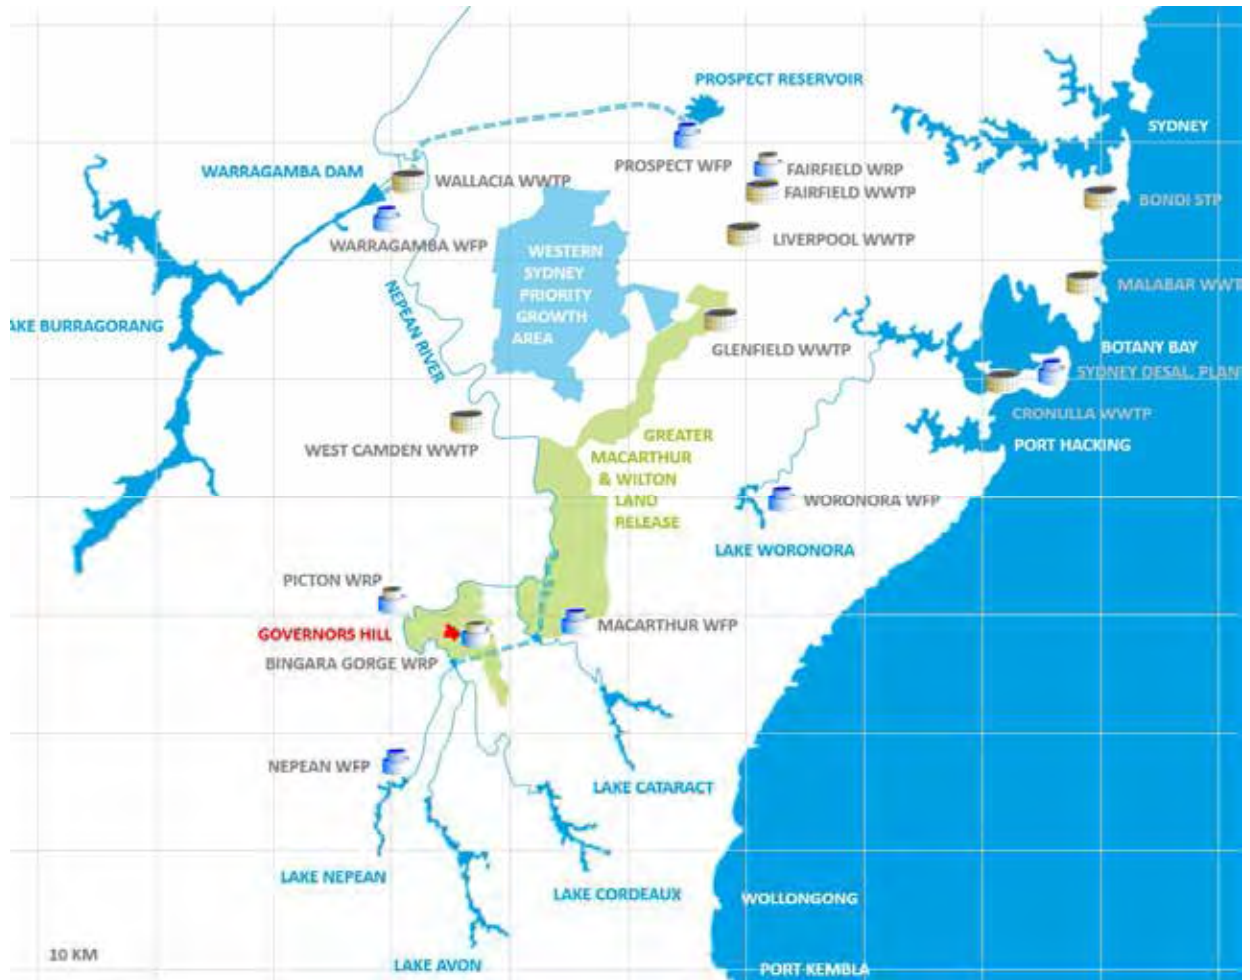 PROSPECT RESERVOIR
SYDNEY
PROSPECT WFP
FAIRFIELD WRP
WARRAGAMBA DAM
WALLACIA WWTP
FAIRFIELD WWTP
BONDI STP
WARRAGAMBA WFP
LIVERPOOL WWTP
WESTERN
SYDNEY
PRIORITY
GROWTH
AREA
MALABAR WWT
NEPEAN RIVER
AKE BURRAGORANG
GLENFIELD WWTP
BOTANY BAY
SYDNEY DESAL. PLAN
CRONULLA WWTP
WEST CAMDEN WWTP
GREATER
MACARTHUR
& WILTON
LAND
RELEASE
PORT HACKING
WORONORA WFP
LAKE WORONORA
PICTON WRP
GOVERNORS HILL
MACARTHUR WFP
BINGARA GORGE WRP
NEPEAN WFP
LAKE CATARACT
LAKE NEPEAN
LAKE CORDEAUX
WOLLONGONG
10 KM
LAKE AVON
PORT KEMBLA